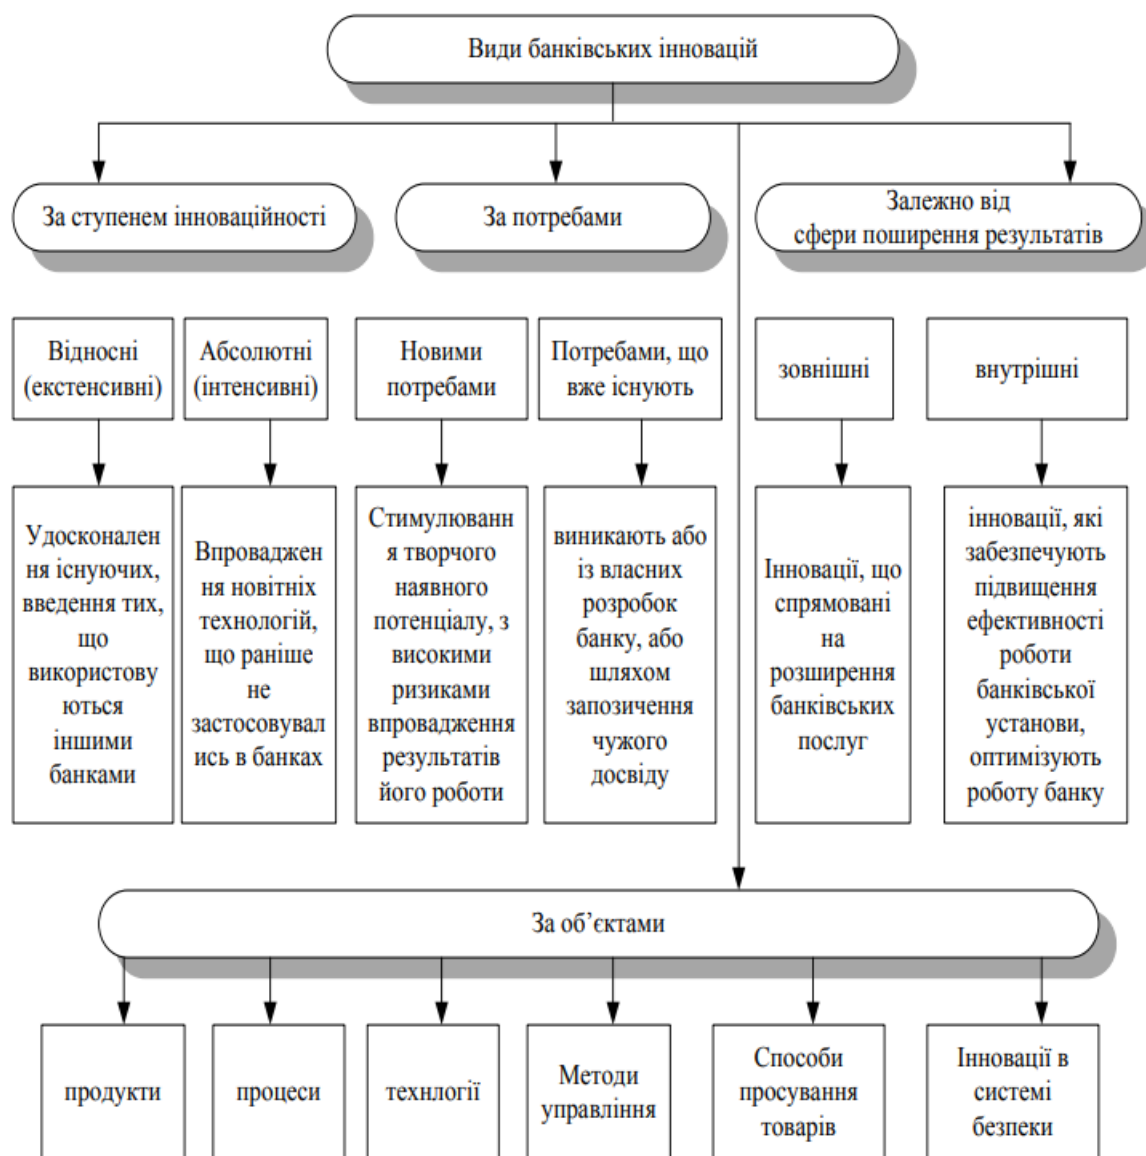 Види банківських інновацій
За ступенем інноваційності
За потребами
Залежно від
сфери поширення результатів
Відносні
(екстенсивні)
Абсолютні
(інтенсивні)
Новими
потребами
Потребами, що
вже існують
зовнішні
внутрішні
Удосконален
ня існуючих,
введення тих,
що
використову
ються
іншими
банками
Впроваджен
ня новітніх
технологій,
що раніше
не
застосовувал
ись в банках
Стимулюванн
я творчого
наявного
потенціалу, з
високими
ризиками
впровадження
результатів
його роботи
виникають або
із власних
розробок
банку, або
шляхом
запозичення
чужого
досвіду
Інновації, що
спрямовані
на
розширення
банківських
послуг
інновації, які
забезпечують
підвищення
ефективності
роботи
банківської
установи,
оптимізують
роботу банку
За об’єктами
продукти
процеси
технлогії
Методи
управління
Способи
просування
товарів
Інновації в
системі
безпеки